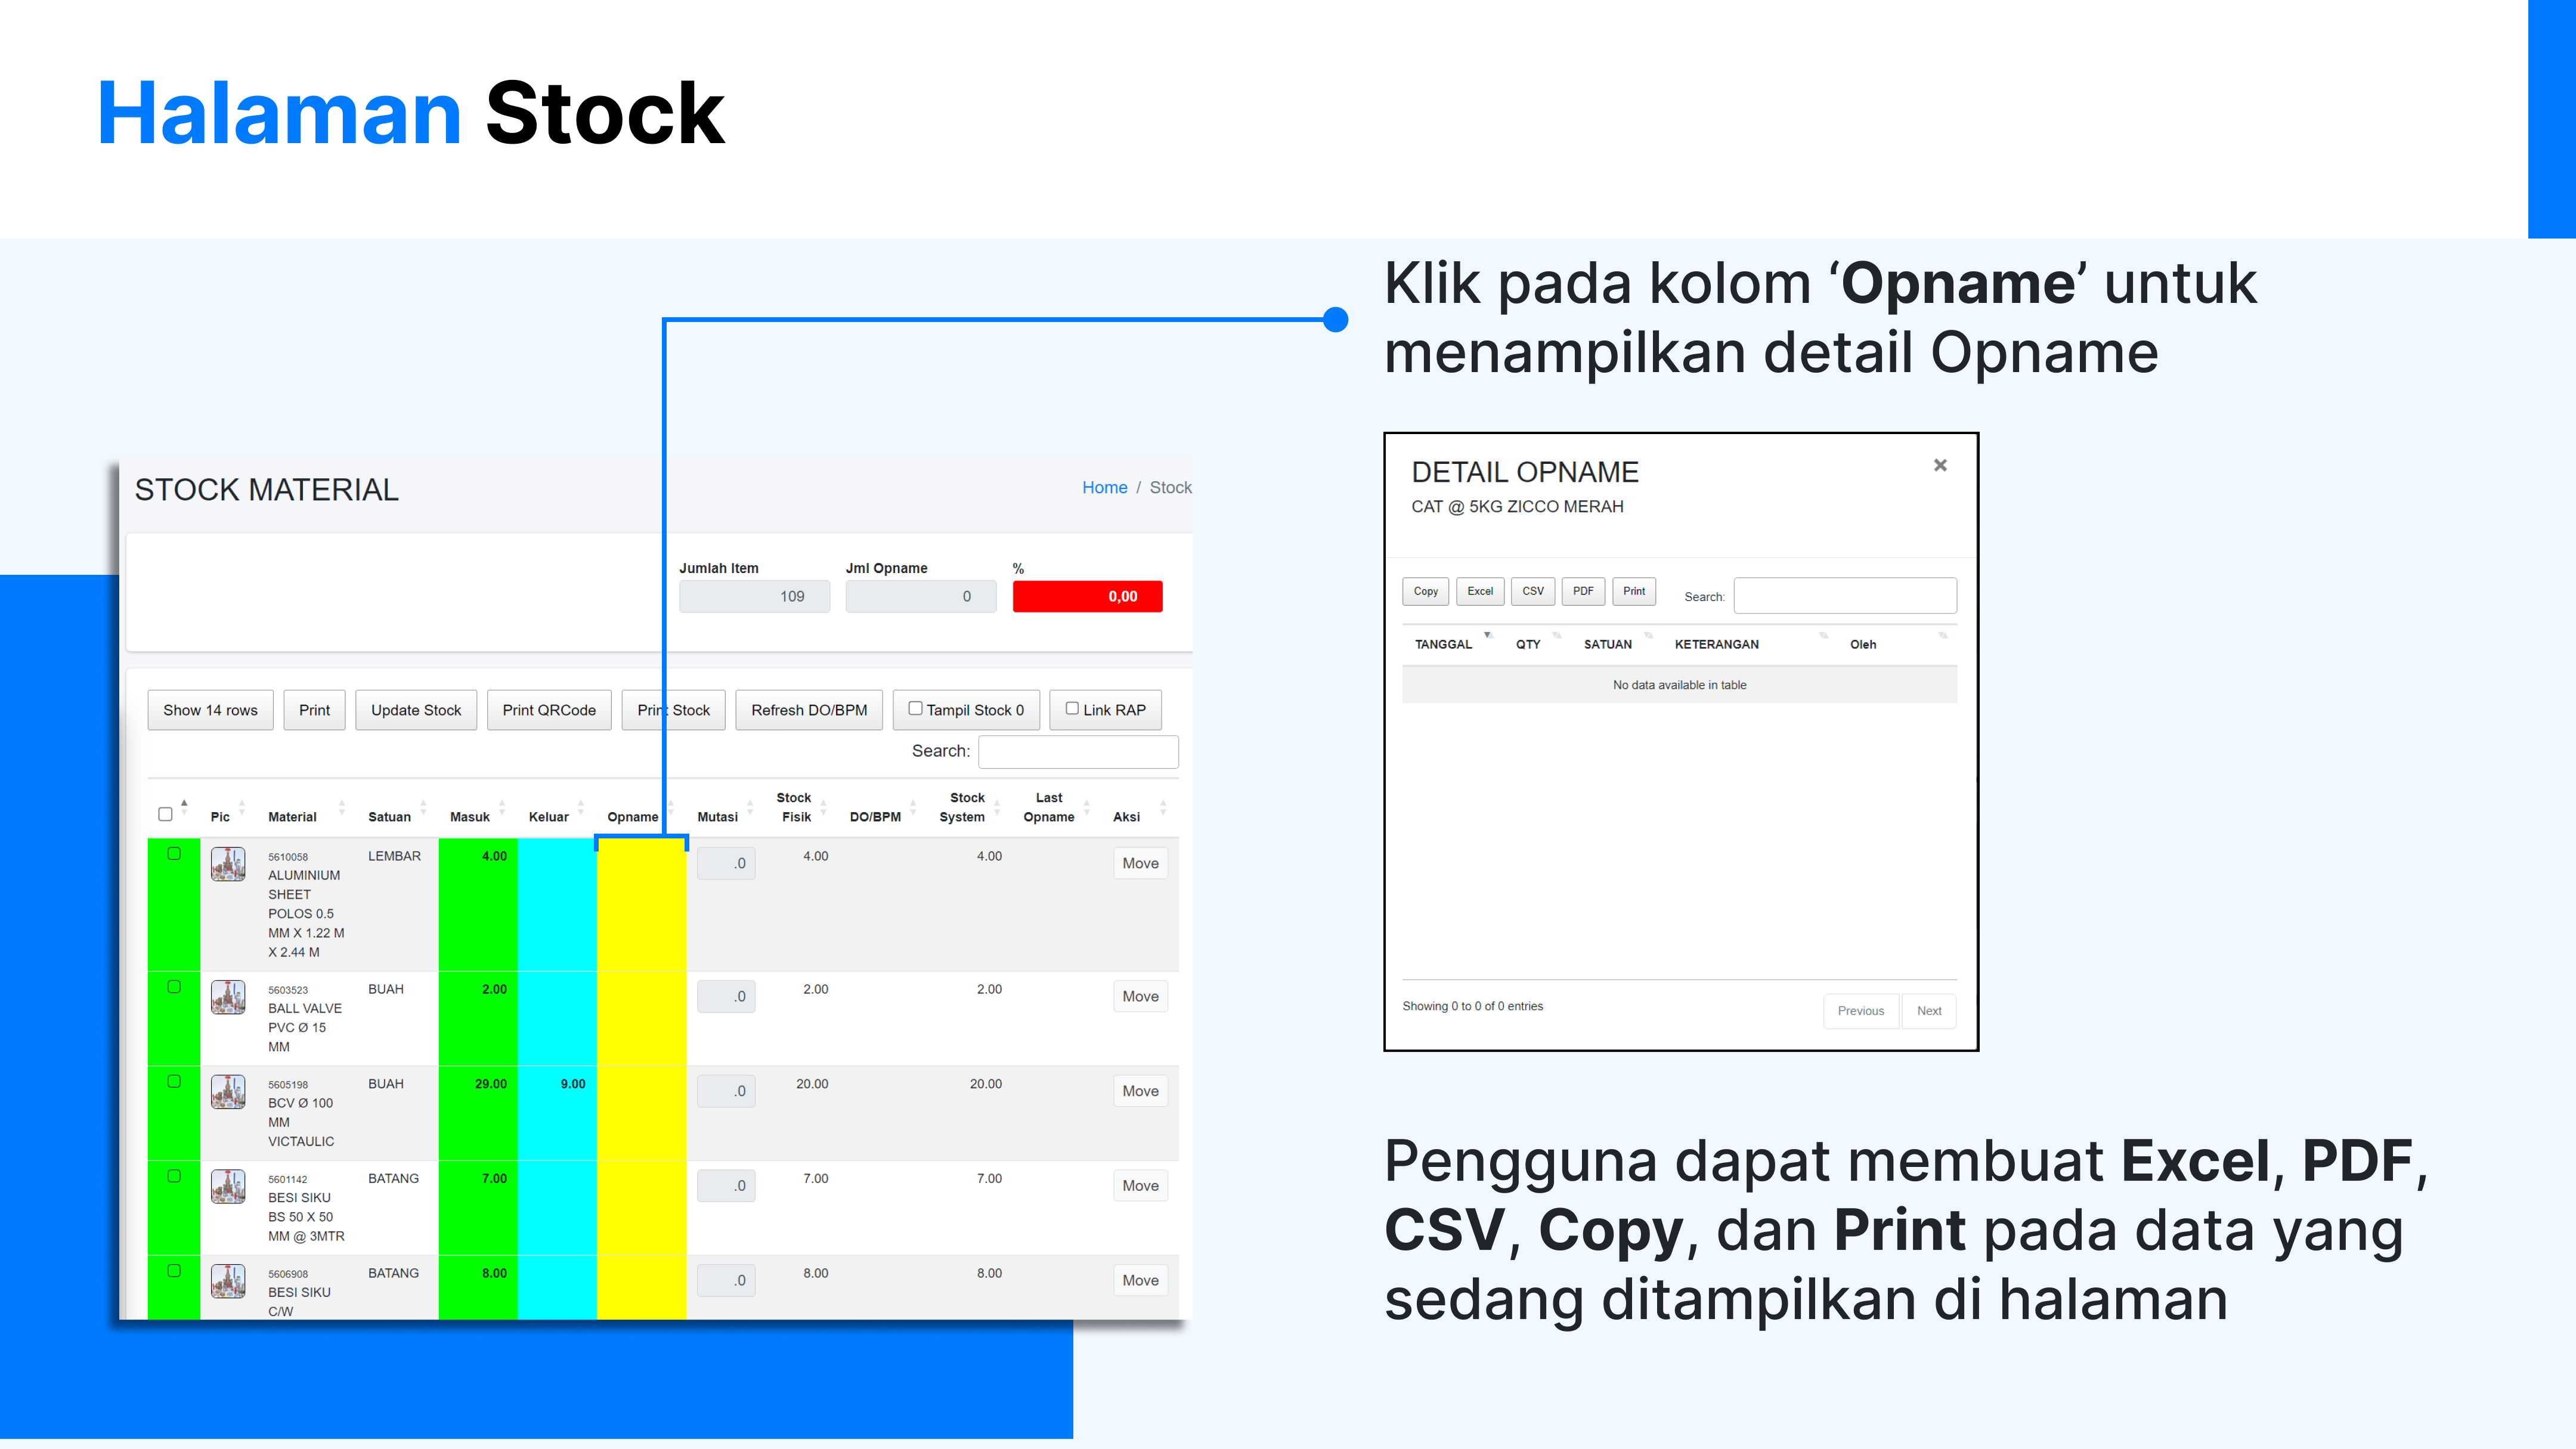 Halaman Stock
Klik pada kolom ‘Opname’ untuk
menampilkan detail Opname
STOCK MATERIAL
Home / Stock
Jumlah Item Jml Opname %
109 0 0,00
Show 14 rows Print Update Stock Print QRCode Print Stock Refresh DO/BPM Tampil Stock 0 Link RAP
Search:
Pic Material Satuan Masuk Keluar Opname Mutasi Stock Fisik DO/BPM Stock System Last Opname Aksi
5610058 LEMBAR 4.00 .0 4.00 4.00 Move
ALUMINIUM
SHEET
POLOS 0.5
MM X 1.22 M
X 2.44 M
5603523 BUAH 2.00 .0 2.00 2.00 Move
BALL VALVE
PVC Ø 15
MM
5605198 BUAH 29.00 9.00 .0 20.00 20.00 Move
BCV Ø 100
MM
VICTAULIC
5601142 BATANG 7.00 .0 7.00 7.00 Move
BESI SIKU
BS 50 X 50
MM @ 3MTR
5606908 BATANG 8.00 .0 8.00 8.00 Move
BESI SIKU
C/W
DETAIL OPNAME
×
CAT @ 5KG ZICCO MERAH
Copy Excel CSV PDF Print Search:
TANGGAL QTY SATUAN KETERANGAN Oleh
No data available in table
Showing 0 to 0 of 0 entries
Previous Next
Pengguna dapat membuat Excel, PDF,
CSV, Copy, dan Print pada data yang
sedang ditampilkan di halaman